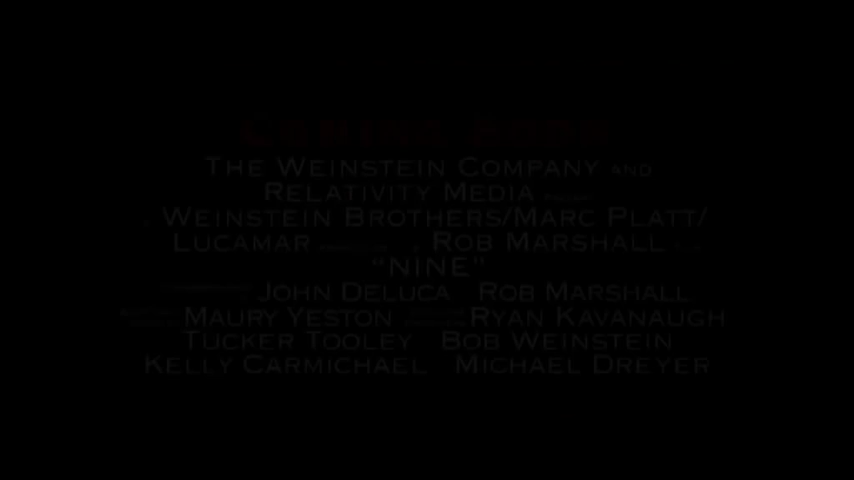 THE WEINSTEIN COMPANY AND
RELATIVITY MEDIA
WEINSTEIN BROTHERS/MARC PLATT/
LUCAMAR ROB MARSHALL
"NINE"
JOHN DELUCA ROB MARSHALL
MAURY YESTON RYAN KAVANAUGH
TUCKER TOOLEY BOB WEINSTEIN
KELLY CARMICHAEL MICHAEL DREYER